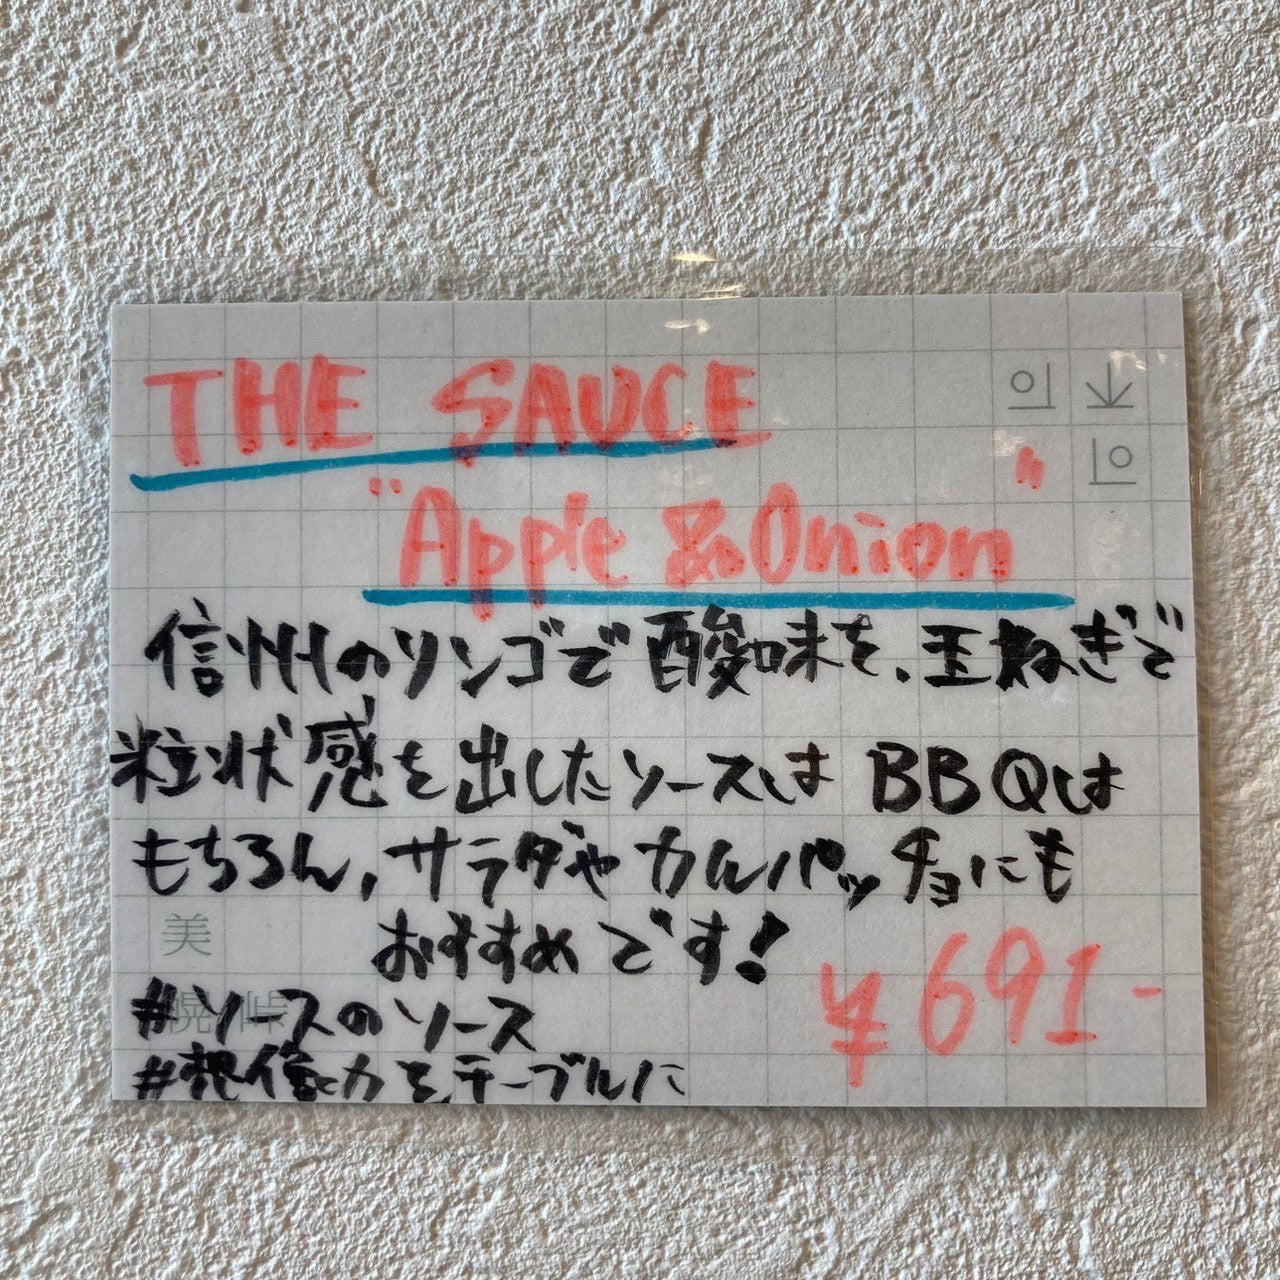 THE SAUCE
"Apple & Onion"
信州のリンゴで酸味を、玉ねぎで
粒状感を出したソースは BBQは
もちろん、サラダや カルパッチョにも
おすすめです!
#ソースのソース
#想像力をテーブルに
¥691-
美
幌峠